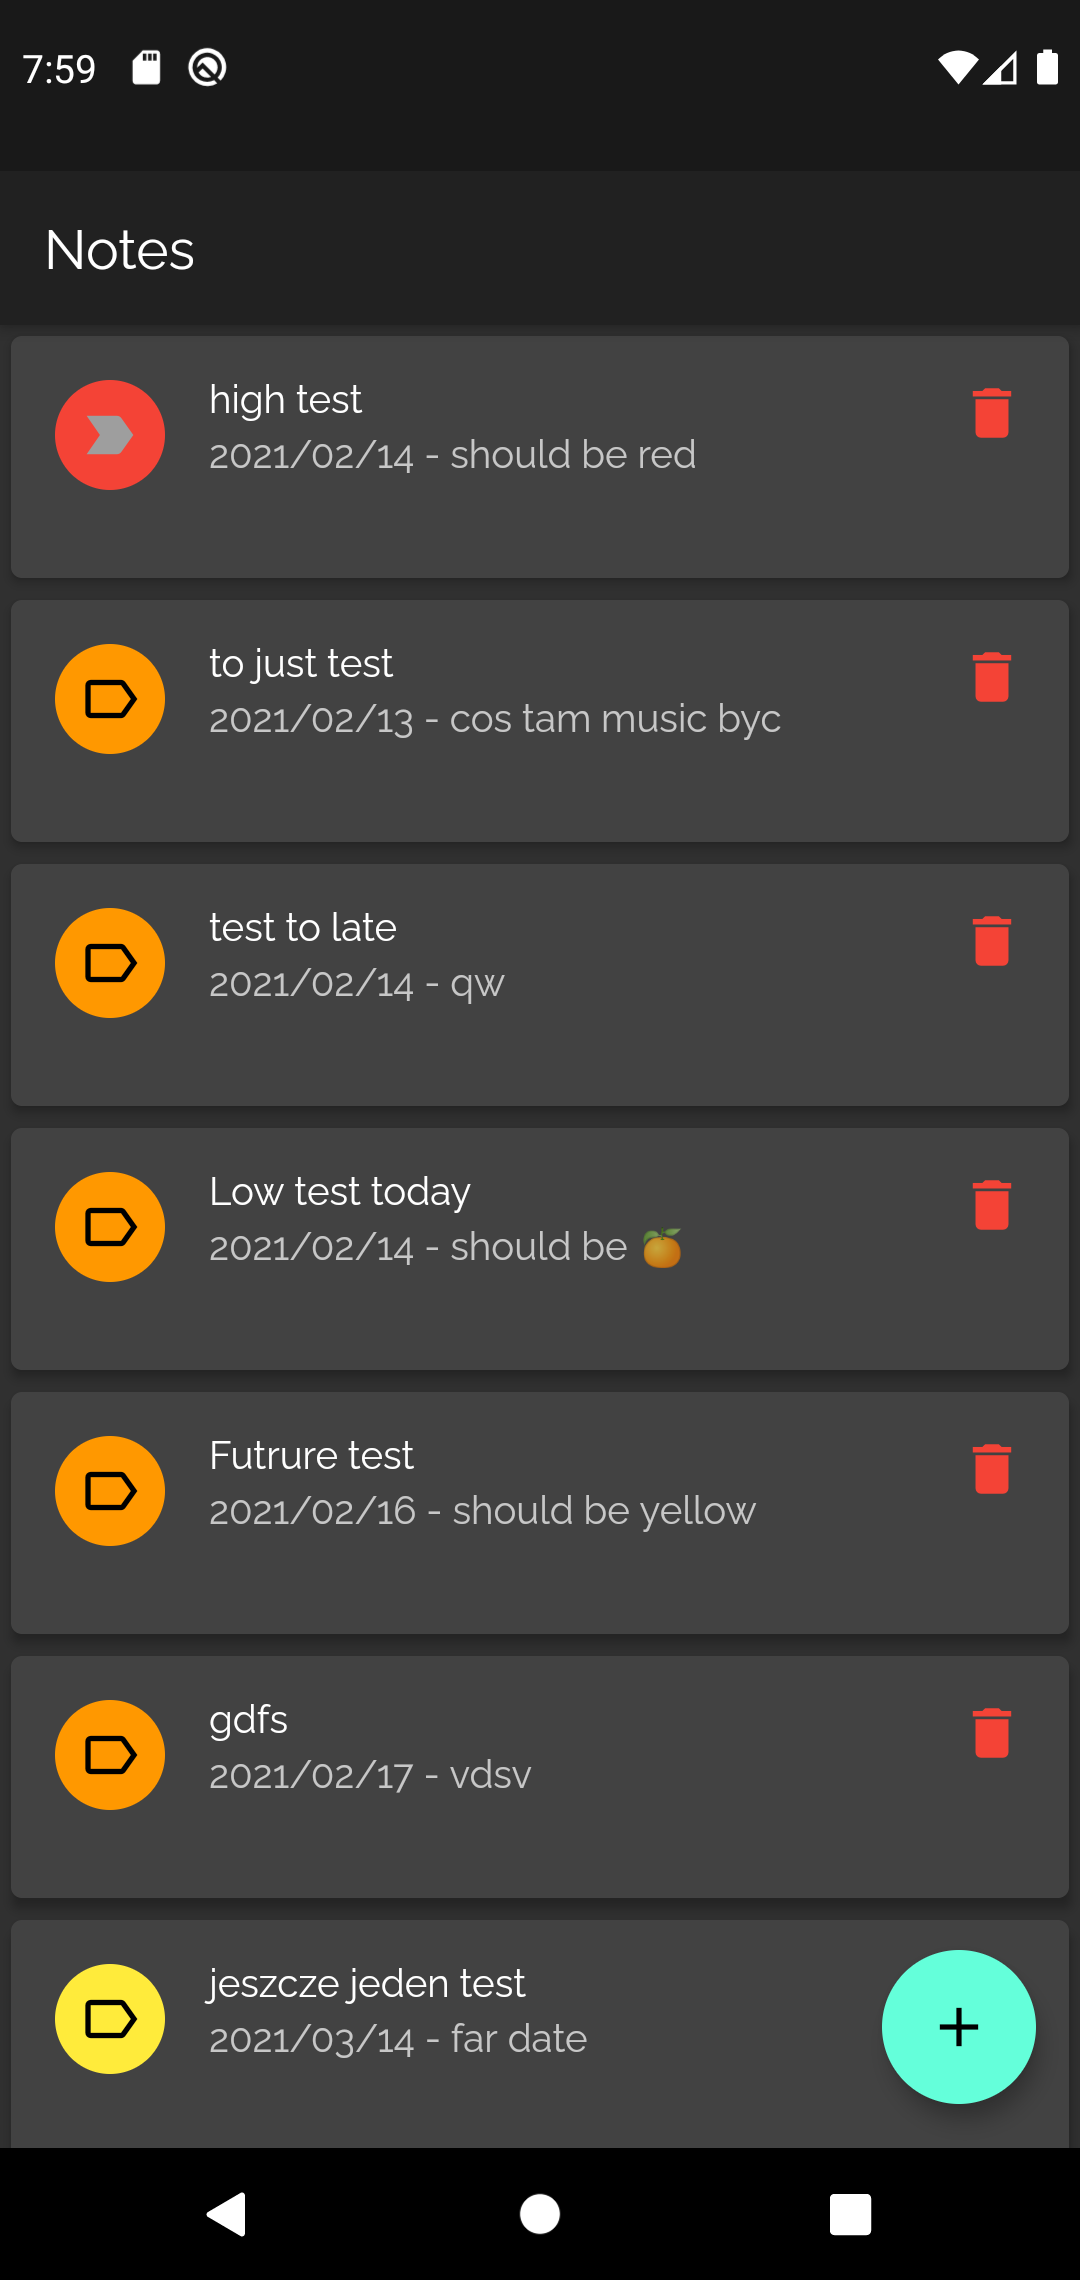 7:59
Notes
high test
2021/02/14 - should be red
to just test
2021/02/13 - cos tam music byc
test to late
2021/02/14 - qw
Low test today
2021/02/14 - should be 🍊
Futrure test
2021/02/16 - should be yellow
gdfs
2021/02/17 - vdsv
jeszcze jeden test
2021/03/14 - far date